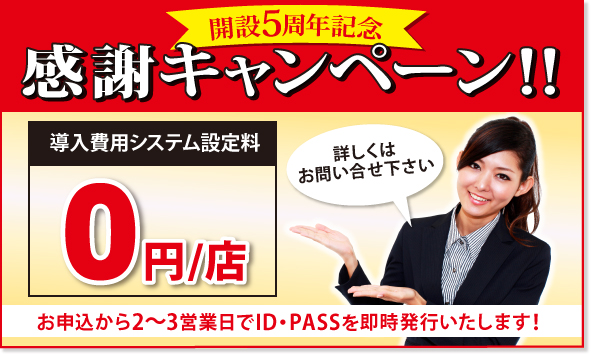 開設5周年記念
感謝キャンペーン!!
導入費用システム設定料
0円/店
詳しくは
お問い合せ下さい
お申込から2～3営業日でID・PASSを即時発行いたします!